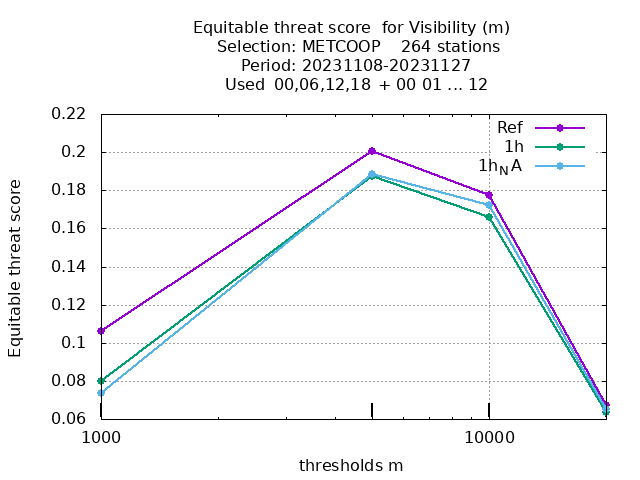 Equitable threat score for Visibility (m)
Selection: METCOOP 264 stations
Period: 20231108-20231127
Used 00,06,12,18 + 00 01 ... 12
0.22
0.2
0.18
0.16
0.14
0.12
0.1
0.08
0.06
Equitable threat score
Ref
1h
1h_NA
1000
10000
thresholds m